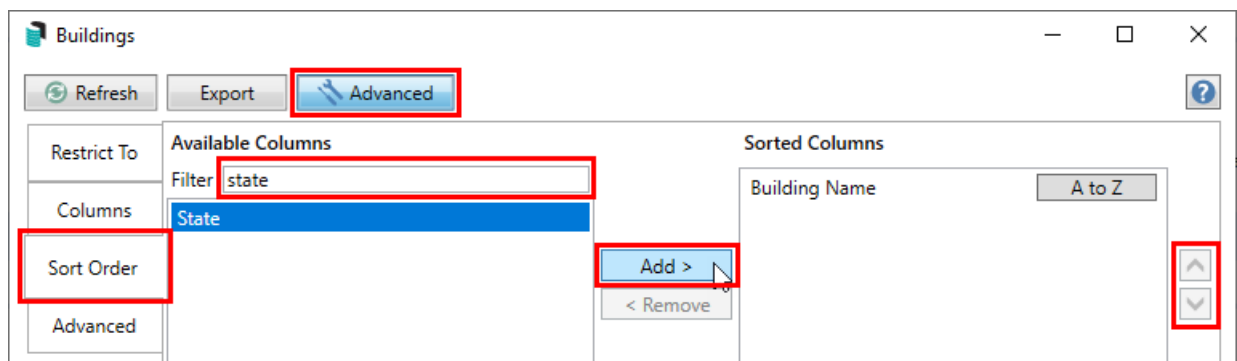 Buildings
Refresh
Export
Advanced
?
Restrict To
Columns
Sort Order
Advanced
Available Columns
Filter state
State
Add >
< Remove
Sorted Columns
Building Name A to Z